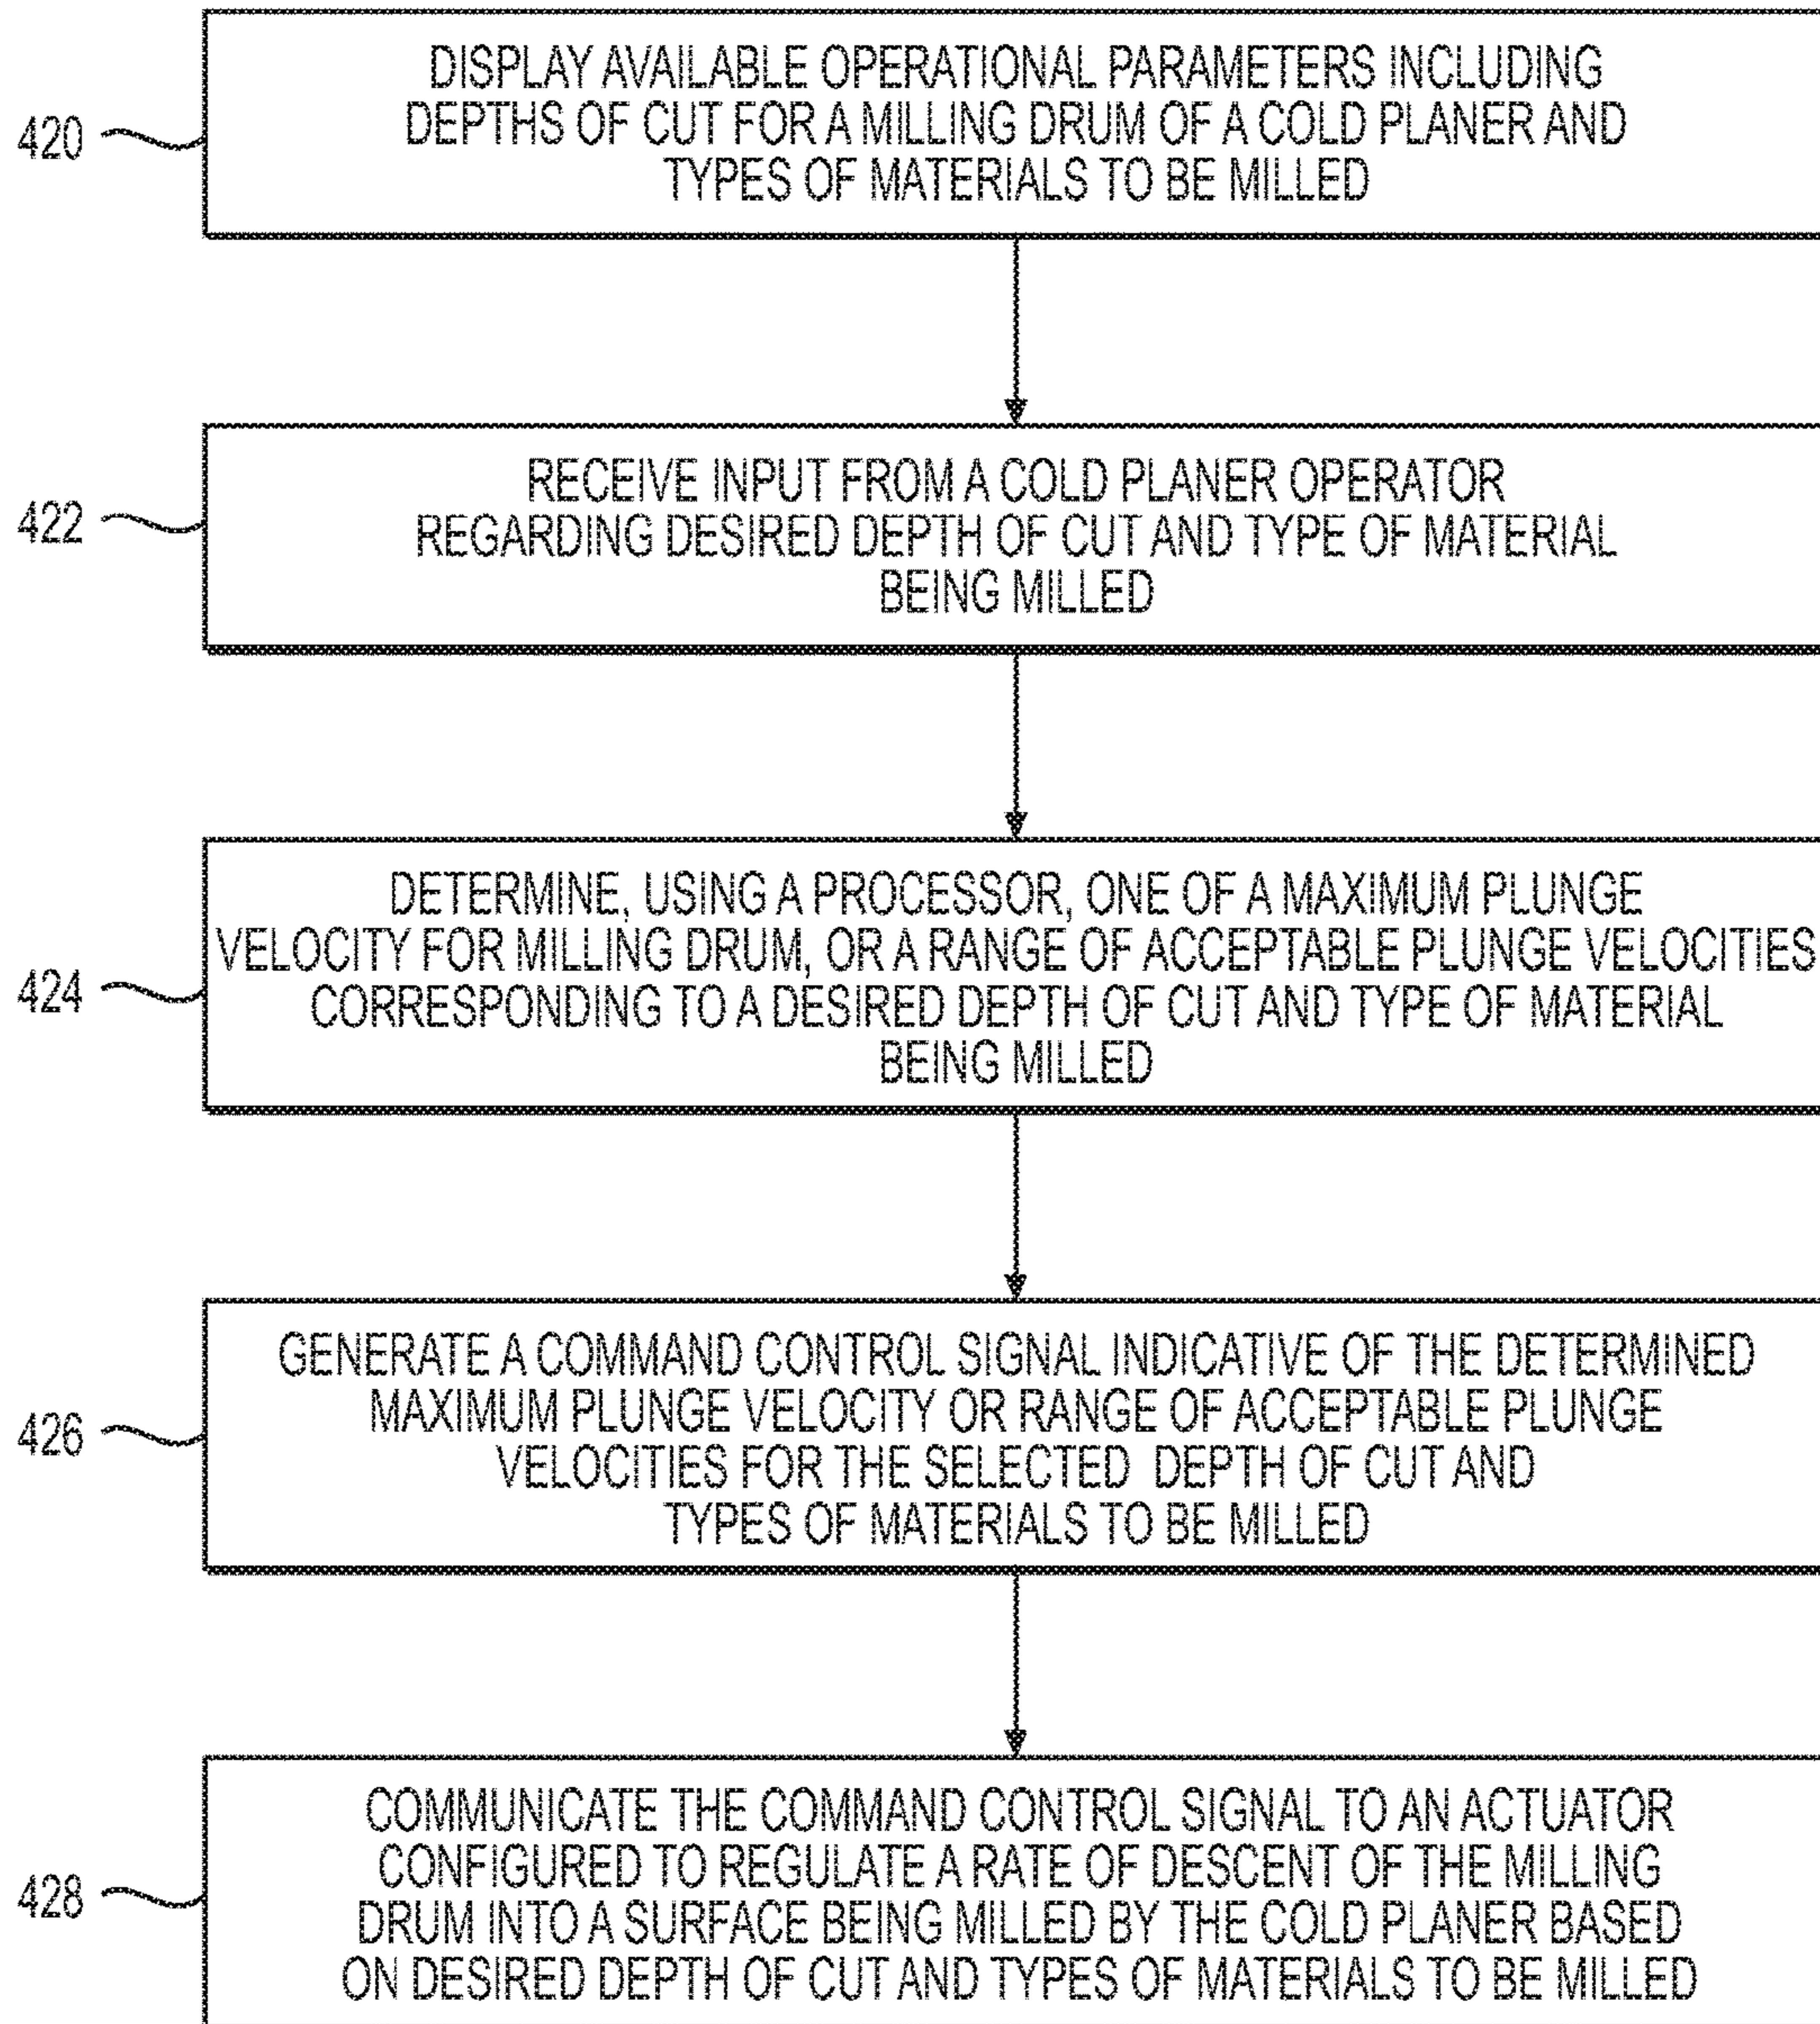 DISPLAY AVAILABLE OPERATIONAL PARAMETERS INCLUDING
DEPTHS OF CUT FOR A MILLING DRUM OF A COLD PLANER AND
TYPES OF MATERIALS TO BE MILLED
420
RECEIVE INPUT FROM A COLD PLANER OPERATOR
REGARDING DESIRED DEPTH OF CUT AND TYPE OF MATERIAL
BEING MILLED
422
DETERMINE, USING A PROCESSOR, ONE OF A MAXIMUM PLUNGE
VELOCITY FOR MILLING DRUM, OR A RANGE OF ACCEPTABLE PLUNGE VELOCITIES
CORRESPONDING TO A DESIRED DEPTH OF CUT AND TYPE OF MATERIAL
BEING MILLED
424
GENERATE A COMMAND CONTROL SIGNAL INDICATIVE OF THE DETERMINED
MAXIMUM PLUNGE VELOCITY OR RANGE OF ACCEPTABLE PLUNGE
VELOCITIES FOR THE SELECTED DEPTH OF CUT AND
TYPES OF MATERIALS TO BE MILLED
426
COMMUNICATE THE COMMAND CONTROL SIGNAL TO AN ACTUATOR
CONFIGURED TO REGULATE A RATE OF DESCENT OF THE MILLING
DRUM INTO A SURFACE BEING MILLED BY THE COLD PLANER BASED
ON DESIRED DEPTH OF CUT AND TYPES OF MATERIALS TO BE MILLED
428